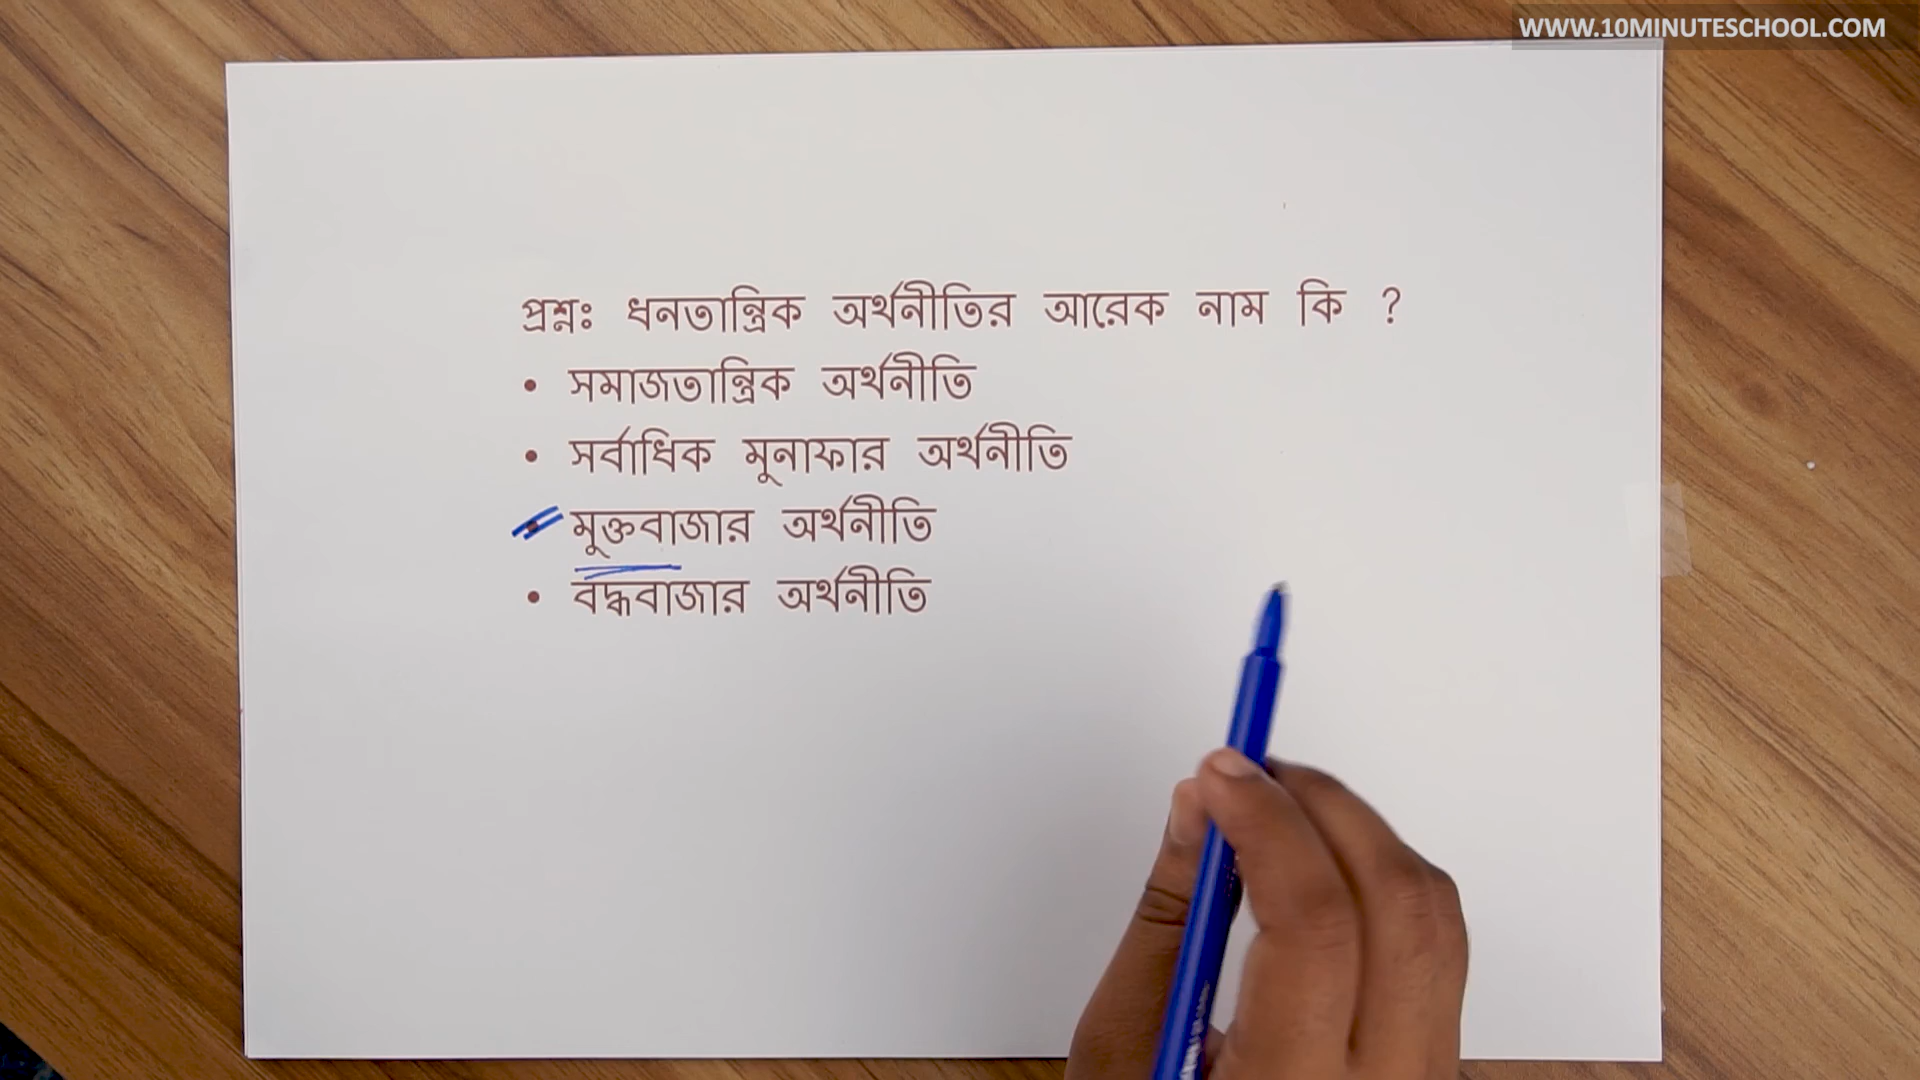 WWW.10MINUTESCHOOL.COM
প্রশ্নঃ ধনতান্ত্রিক অর্থনীতির আরেক নাম কি ?
• সমাজতান্ত্রিক অর্থনীতি
• সর্বাধিক মুনাফার অর্থনীতি
• মুক্তবাজার অর্থনীতি
• বদ্ধবাজার অর্থনীতি